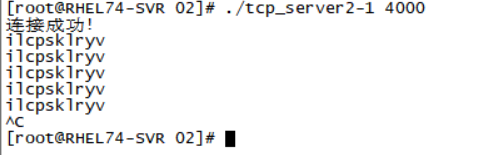 [root@RHEL74-SVR 02]# ./tcp_server2-1 4000
连接成功!
ilcpsklryv
ilcpsklryv
ilcpsklryv
ilcpsklryv
ilcpsklryv
^C
[root@RHEL74-SVR 02]#